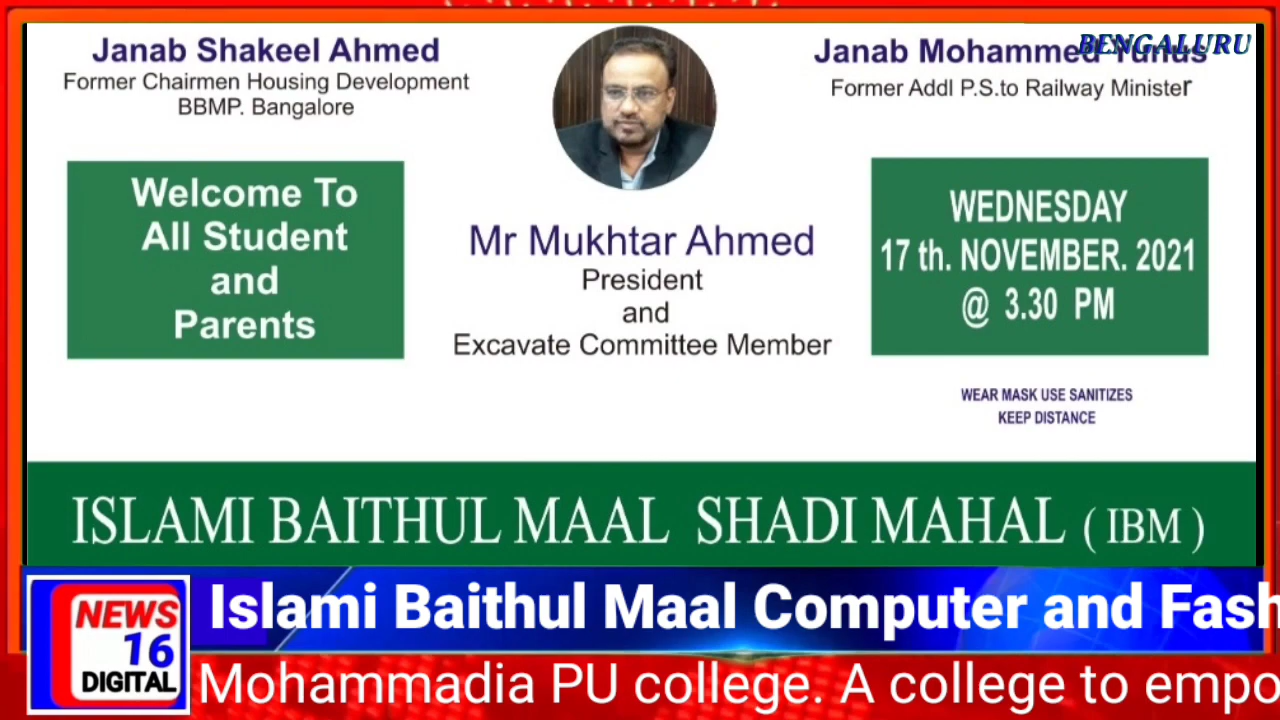 BENGALURU
Janab Shakeel Ahmed
Former Chairmen Housing Development
BBMP. Bangalore
Janab Mohammed Yunus
Former Addl P.S.to Railway Minister
Welcome To
All Student
and
Parents
Mr Mukhtar Ahmed
President
and
Excavate Committee Member
WEDNESDAY
17 th. NOVEMBER. 2021
@ 3.30 PM
WEAR MASK USE SANITIZES
KEEP DISTANCE
ISLAMI BAITHUL MAAL SHADI MAHAL ( IBM )
NEWS
16
DIGITAL
Islami Baithul Maal Computer and Fash
Mohammadia PU college. A college to empo